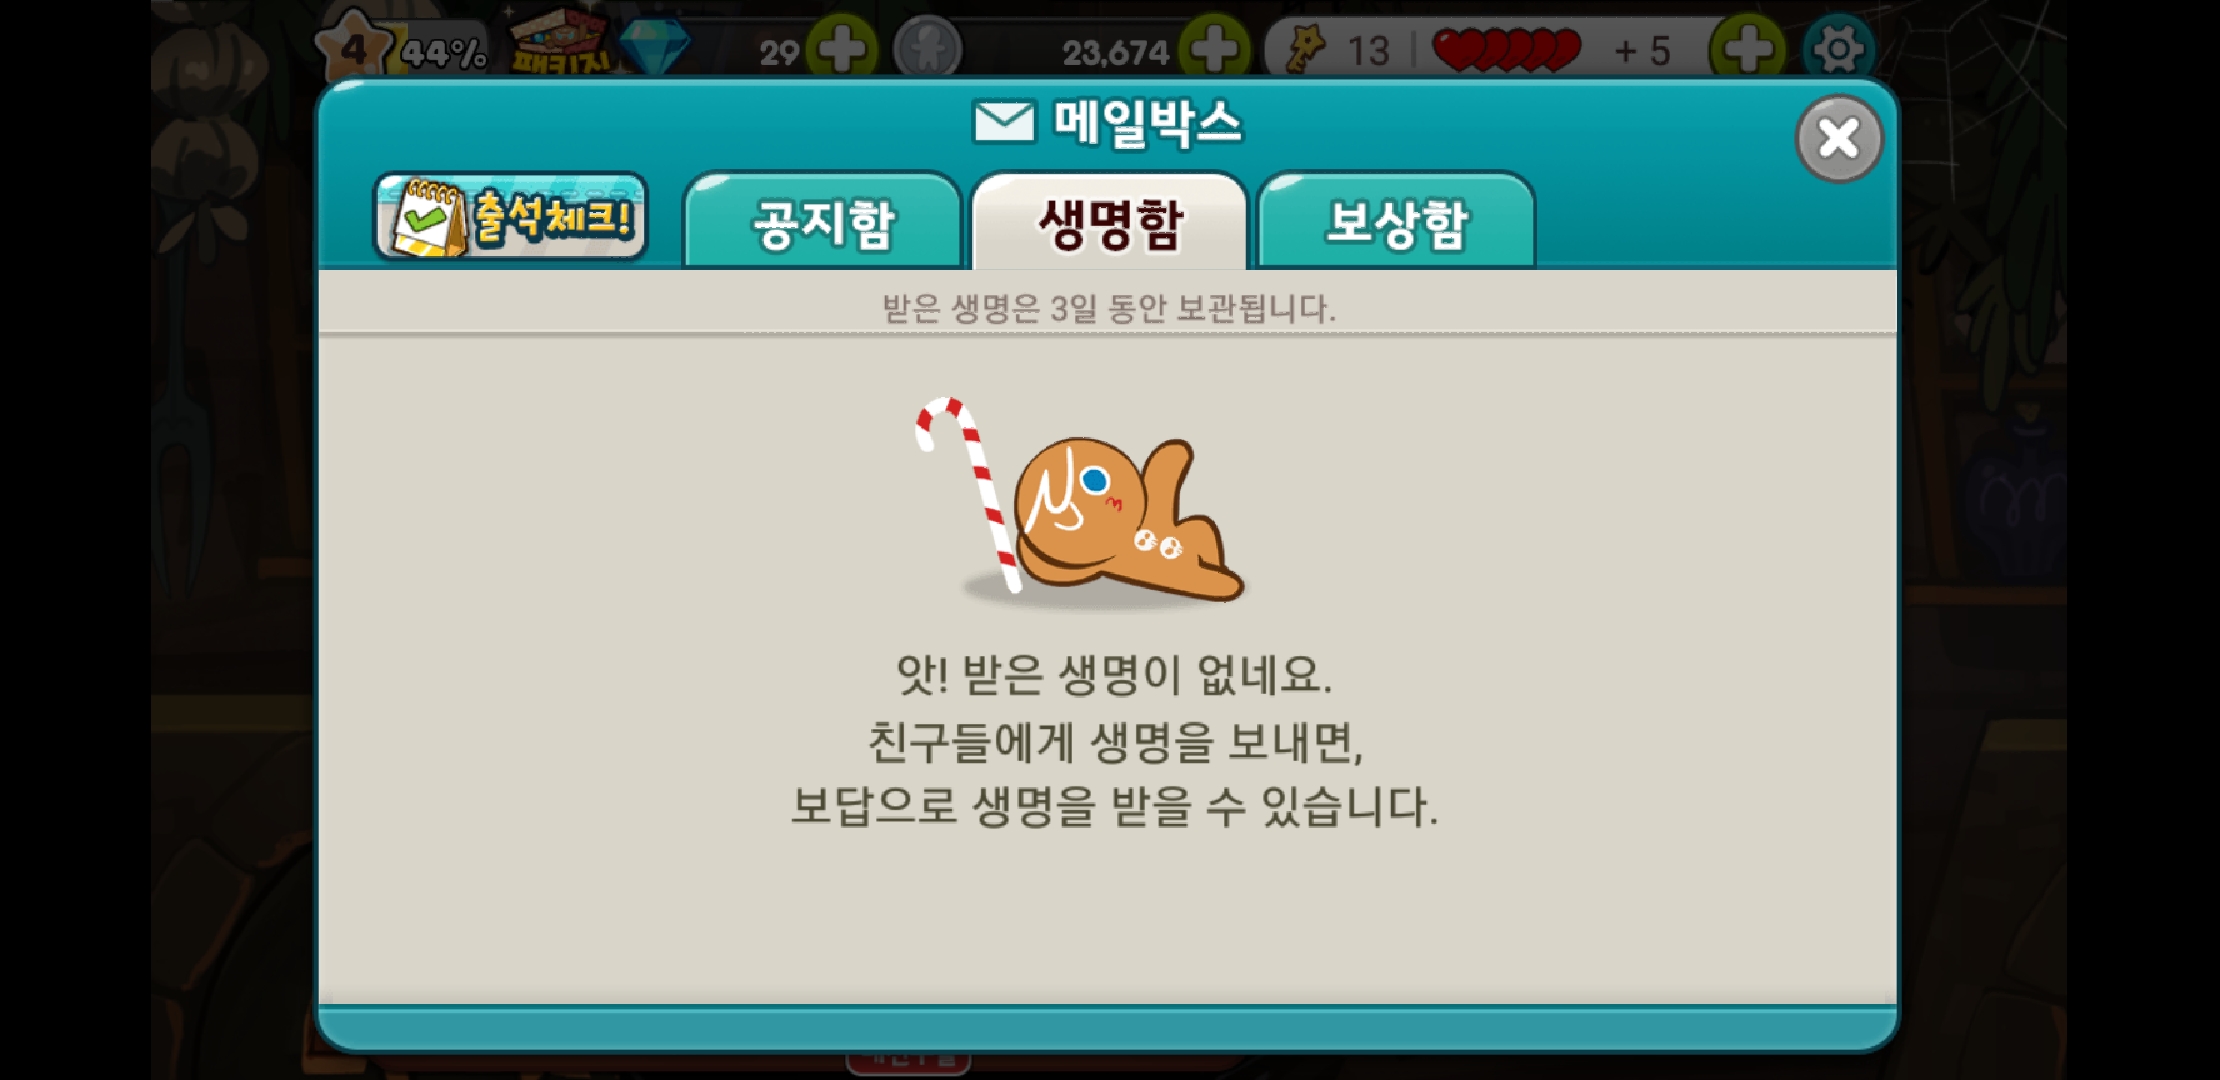 4 44% 패키지 29 23,674 13 + 5
메일박스
출석체크! 공지함 생명함 보상함
받은 생명은 3일 동안 보관됩니다.
앗! 받은 생명이 없네요.
친구들에게 생명을 보내면,
보답으로 생명을 받을 수 있습니다.